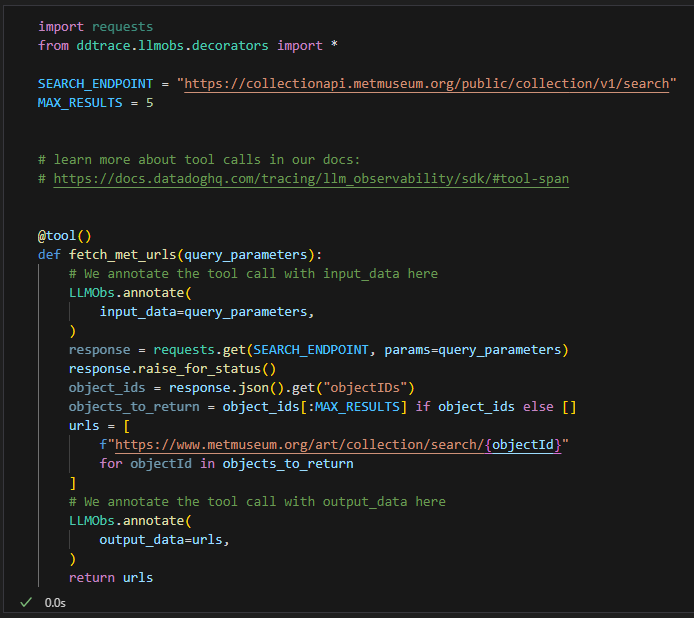 import requests
from ddtrace.llmobs.decorators import *
SEARCH_ENDPOINT = "https://collectionapi.metmuseum.org/public/collection/v1/search"
MAX_RESULTS = 5
# learn more about tool calls in our docs:
# https://docs.datadoghq.com/tracing/llm_observability/sdk/#tool-span
@tool()
def fetch_met_urls(query_parameters):
    # We annotate the tool call with input_data here
    LLMObs.annotate(
        input_data=query_parameters,
    )
    response = requests.get(SEARCH_ENDPOINT, params=query_parameters)
    response.raise_for_status()
    object_ids = response.json().get("objectIDs")
    objects_to_return = object_ids[:MAX_RESULTS] if object_ids else []
    urls = [
        f"https://www.metmuseum.org/art/collection/search/{objectId}"
        for objectId in objects_to_return
    ]
    # We annotate the tool call with output_data here
    LLMObs.annotate(
        output_data=urls,
    )
    return urls
0.0s